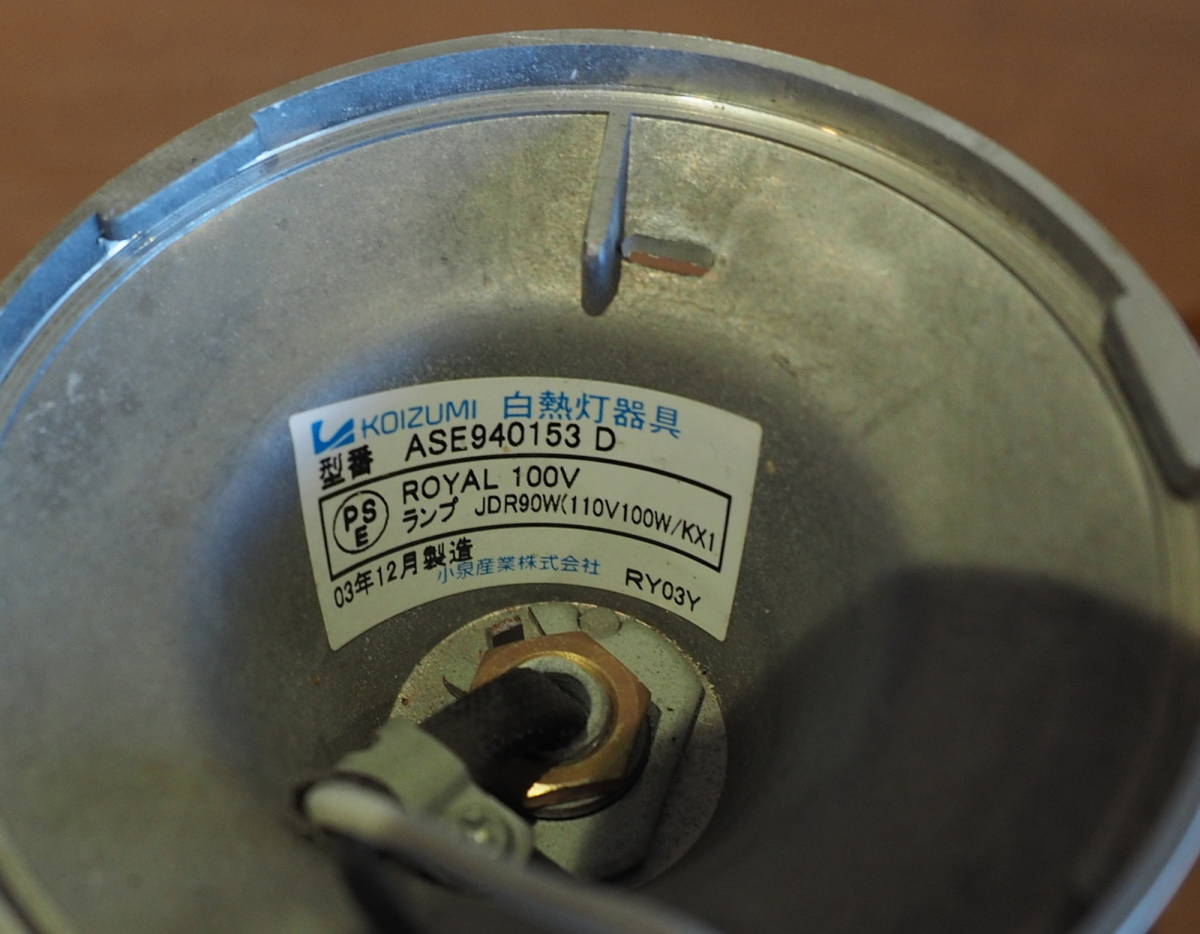 KOIZUMI 白熱灯器具
型番 ASE940153 D
PSE
ROYAL 100V
ランプ JDR90W(110V100W/KX1
03年12月製造
小泉産業株式会社
RY03Y